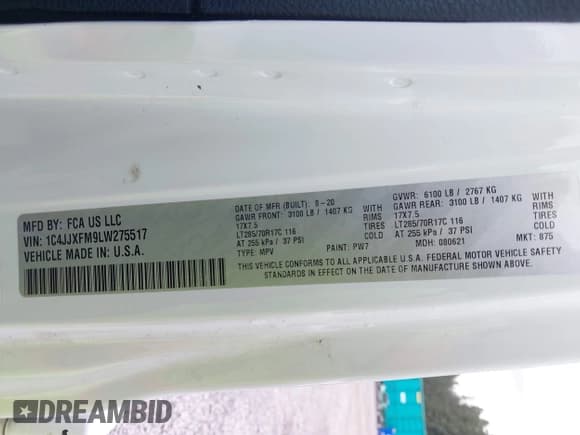 MFD BY: FCA US LLC
VIN: 1C4JJXFM9LW275517
VEHICLE MADE IN: U.S.A.
DATE OF MFR (BUILT): 8-20
GAWR FRONT: 3100 LB / 1407 KG WITH
17X7.5 RIMS
LT285/70R17C 116 TIRES
AT 255 kPa / 37 PSI COLD
TYPE: MPV PAINT: PW7
GVWR: 6100 LB / 2767 KG
GAWR REAR: 3100 LB / 1407 KG WITH
17X7.5 RIMS
LT285/70R17C 116 TIRES
AT 255 kPa / 37 PSI COLD
MDH: 080621 MKT: 875
THIS VEHICLE CONFORMS TO ALL APPLICABLE U.S.A. FEDERAL MOTOR VEHICLE SAFETY
STANDARDS IN EFFECT ON THE DATE OF MANUFACTURE SHOWN ABOVE.
DREAMBID